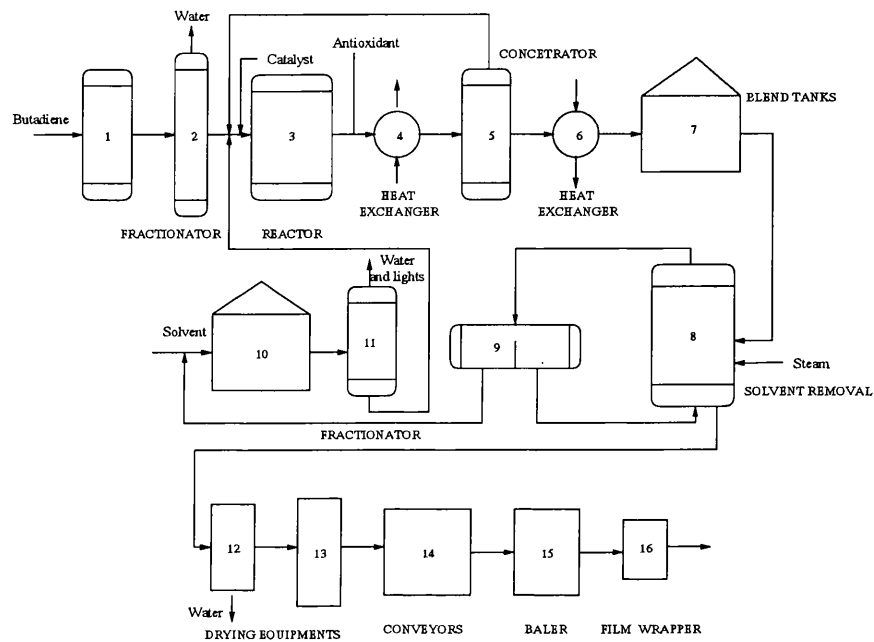 Water
Catalyst
Antioxidant
CONCETRATOR
BLEND TANKS
Butadiene
1
2
3
4
5
6
7
HEAT
EXCHANGER
HEAT
EXCHANGER
FRACTIONATOR
REACTOR
Water
and lights
Solvent
10
11
9
8
Steam
SOLVENT REMOVAL
FRACTIONATOR
12
13
14
15
16
Water
DRYING EQUIPMENTS
CONVEYORS
BALER
FILM WRAPPER